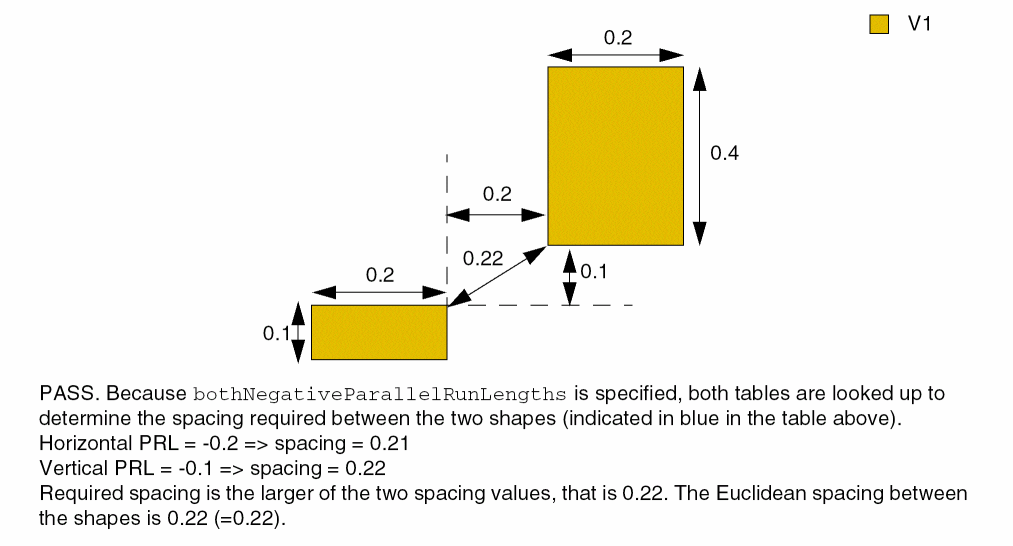 V1
0.2
0.4
0.2
0.22
0.1
0.2
0.1
PASS. Because bothNegativeParallelRunLengths is specified, both tables are looked up to
determine the spacing required between the two shapes (indicated in blue in the table above).
Horizontal PRL = -0.2 => spacing = 0.21
Vertical PRL = -0.1 => spacing = 0.22
Required spacing is the larger of the two spacing values, that is 0.22. The Euclidean spacing between
the shapes is 0.22 (=0.22).